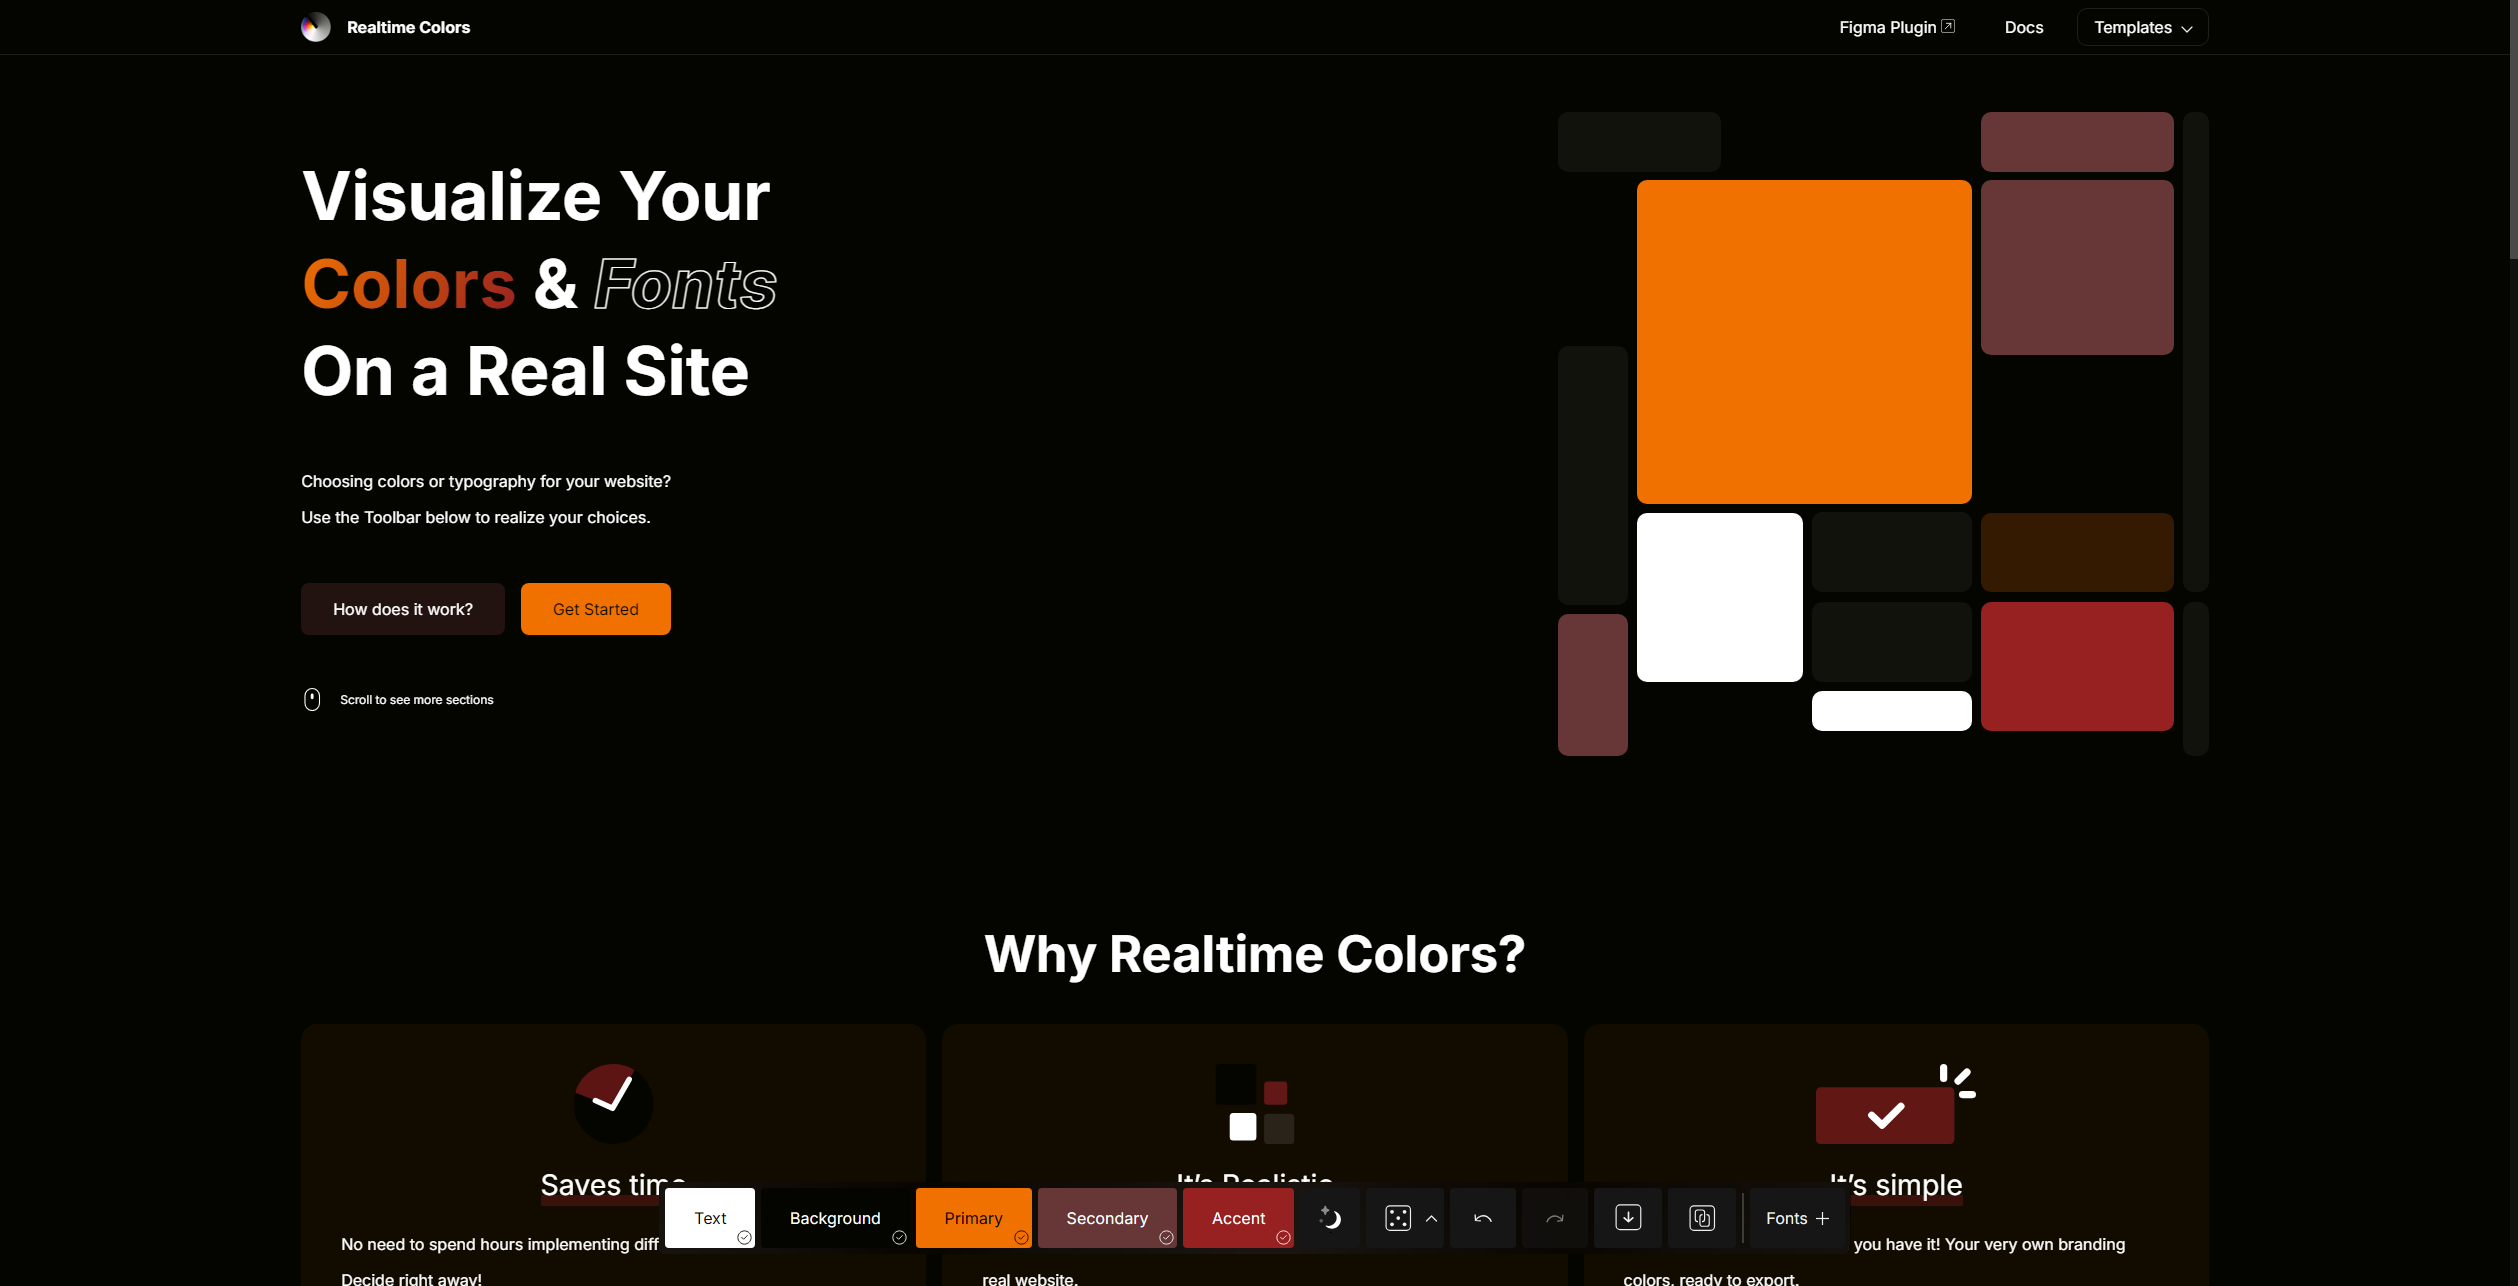 Realtime Colors
Figma Plugin
Docs
Templates
Visualize Your
Colors & Fonts
On a Real Site
Choosing colors or typography for your website?
Use the Toolbar below to realize your choices.
How does it work?
Get Started
Scroll to see more sections
Why Realtime Colors?
Saves time
It's Realistic
It's simple
No need to spend hours implementing diff
you have it! Your very own branding
Decide right away!
real website.
colors, ready to export.
Text
Background
Primary
Secondary
Accent
Fonts